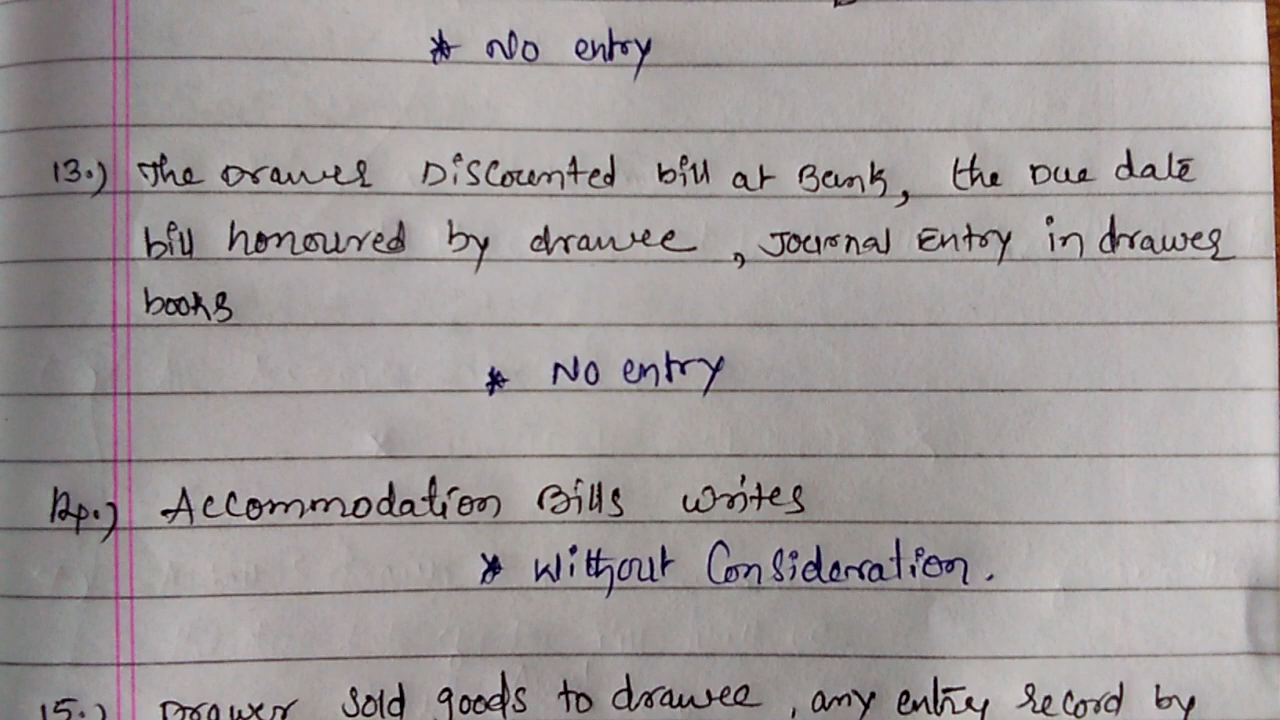 * No entry
13.) The Drawer Discounted bill at Bank, the Due date
bill honoured by drawee, Journal Entry in drawer
books
* No entry
14.) Accommodation Bills writes
* Without Consideration.
15.) Drawer sold goods to drawee, any entry record by